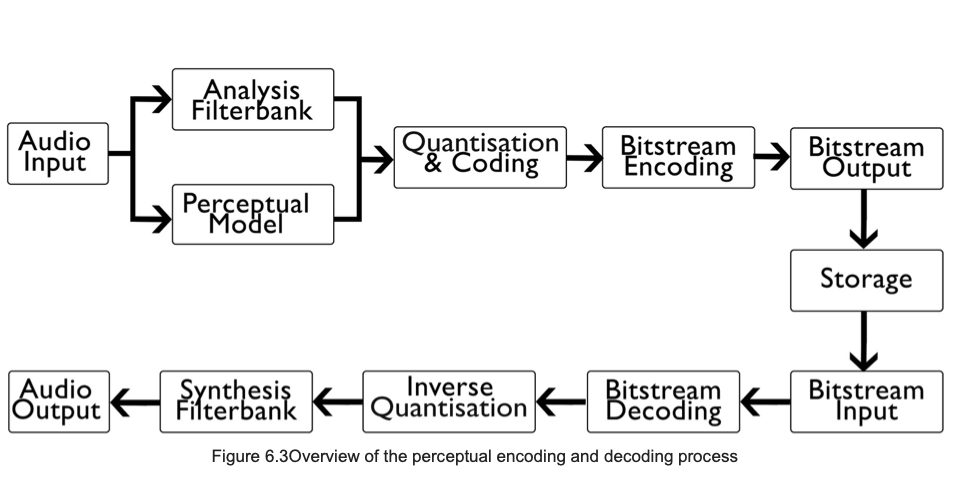 Audio
Input
Analysis
Filterbank
Perceptual
Model
Quantisation
& Coding
Bitstream
Encoding
Bitstream
Output
Storage
Bitstream
Input
Bitstream
Decoding
Inverse
Quantisation
Synthesis
Filterbank
Audio
Output
Figure 6.3Overview of the perceptual encoding and decoding process